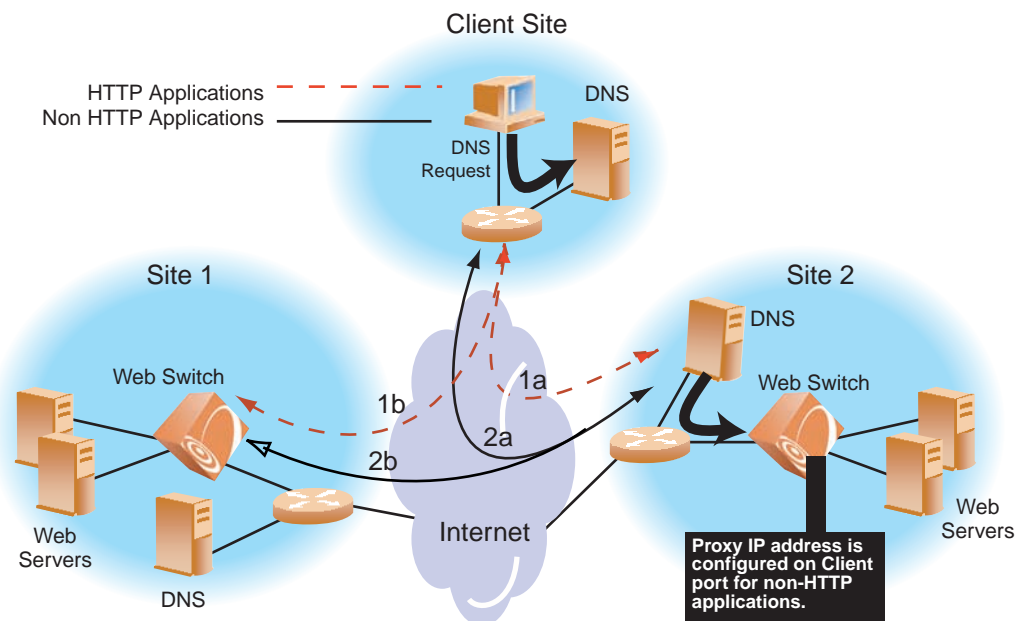 Client Site
HTTP Applications
Non HTTP Applications
DNS
DNS
Request
Site 1
Site 2
DNS
Web Switch
Web Switch
1a
1b
2a
2b
Internet
Web
Servers
DNS
Web
Servers
Proxy IP address is
configured on Client
port for non-HTTP
applications.